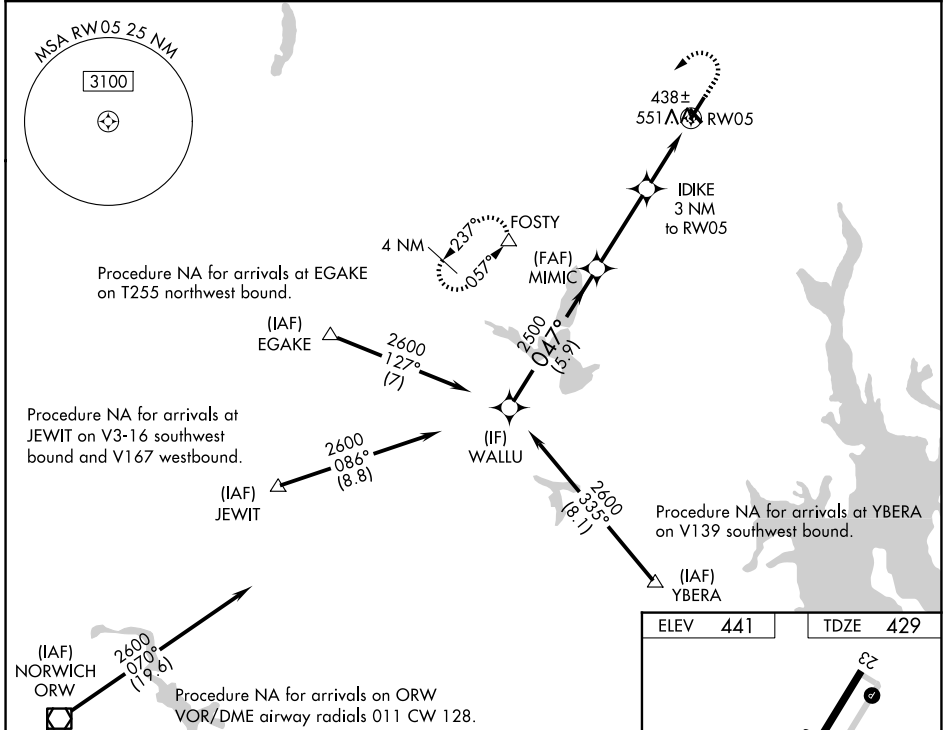 MSA RW05 25 NM
3100
438±
551
RW05
IDIKE
3 NM
to RW05
FOSTY
4 NM
237°
057°
(FAF)
MIMIC
Procedure NA for arrivals at EGAKE
on T255 northwest bound.
(IAF)
EGAKE
2600
127°
(7)
2500
047°
(5.9)
Procedure NA for arrivals at
JEWIT on V3-16 southwest
bound and V167 westbound.
(IF)
WALLU
2600
086°
(8.8)
(IAF)
JEWIT
2600
335°
(8.1)
Procedure NA for arrivals at YBERA
on V139 southwest bound.
(IAF)
YBERA
(IAF)
NORWICH
ORW
2600
070°
(19.6)
Procedure NA for arrivals on ORW
VOR/DME airway radials 011 CW 128.
ELEV 441
TDZE 429
23
P